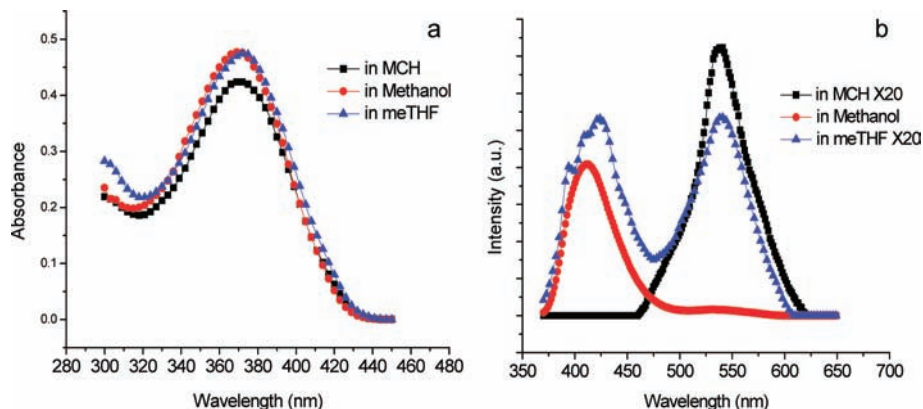 a
in MCH
in Methanol
in meTHF
Absorbance
0.5
0.4
0.3
0.2
0.1
0.0
280 300 320 340 360 380 400 420 440 460 480
Wavelength (nm)
b
in MCH X20
in Methanol
in meTHF X20
Intensity (a.u.)
350 400 450 500 550 600 650 700
Wavelength (nm)